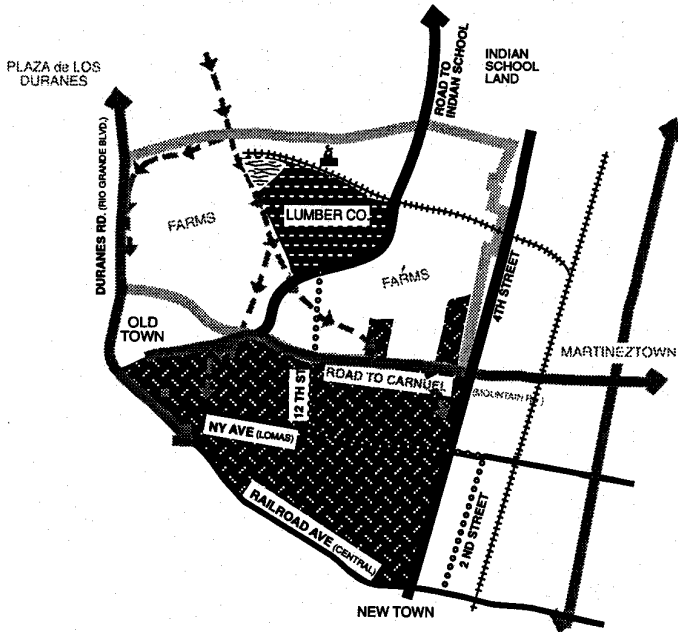 PLAZA de LOS
DURANES
INDIAN
SCHOOL
LAND
ROAD TO
INDIAN SCHOOL
DURANES RD. (RIO GRANDE BLVD.)
FARMS
LUMBER CO.
FARMS
4TH STREET
OLD
TOWN
MARTINEZTOWN
12 TH ST
ROAD TO CARNUEL
(MOUNTAIN RD.)
NY AVE (LOMAS)
RAILROAD AVE (CENTRAL)
2 ND STREET
NEW TOWN